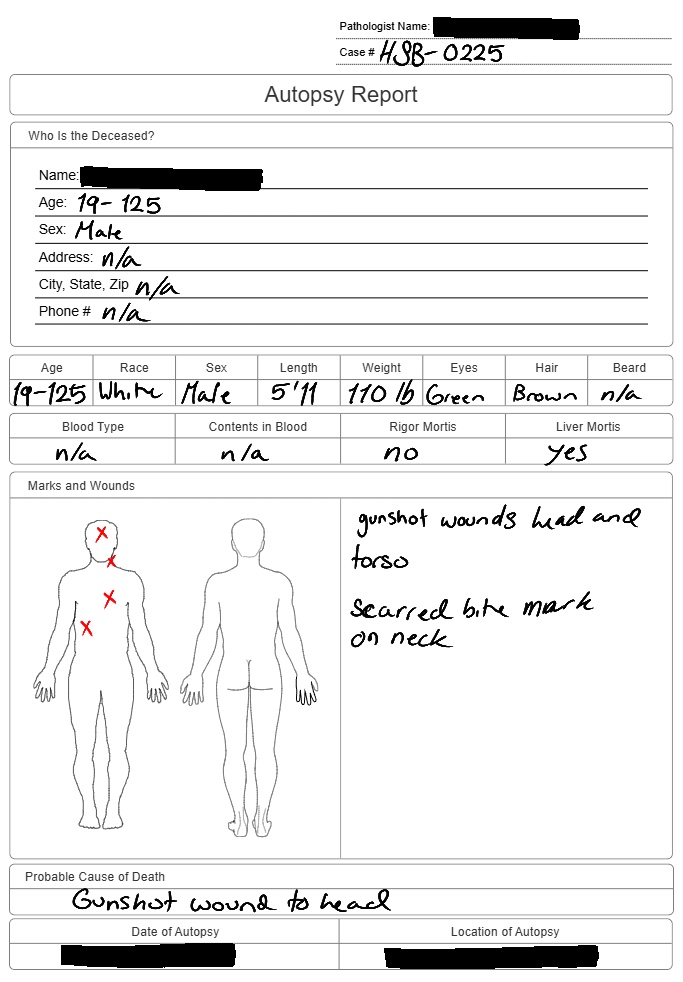 Pathologist Name:
Case # HSB-0225
Autopsy Report
Who Is the Deceased?
Name:
Age: 19-125
Sex: Male
Address: n/a
City, State, Zip n/a
Phone # n/a
Age Race Sex Length Weight Eyes Hair Beard
19-125 White Male 5'11 110 lb Green Brown n/a
Blood Type Contents in Blood Rigor Mortis Liver Mortis
n/a n/a no yes
Marks and Wounds
gunshot wounds head and
torso
scarred bite mark
on neck
Probable Cause of Death
Gunshot wound to head
Date of Autopsy Location of Autopsy